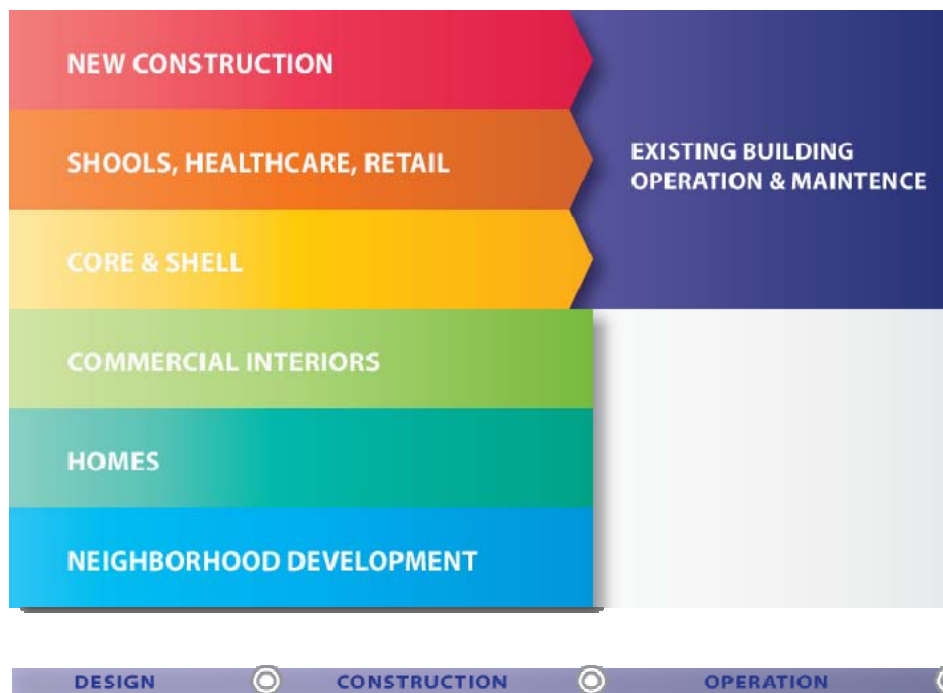 NEW CONSTRUCTION
SHOOLS, HEALTHCARE, RETAIL
EXISTING BUILDING
OPERATION & MAINTENCE
CORE & SHELL
COMMERCIAL INTERIORS
HOMES
NEIGHBORHOOD DEVELOPMENT
DESIGN
CONSTRUCTION
OPERATION